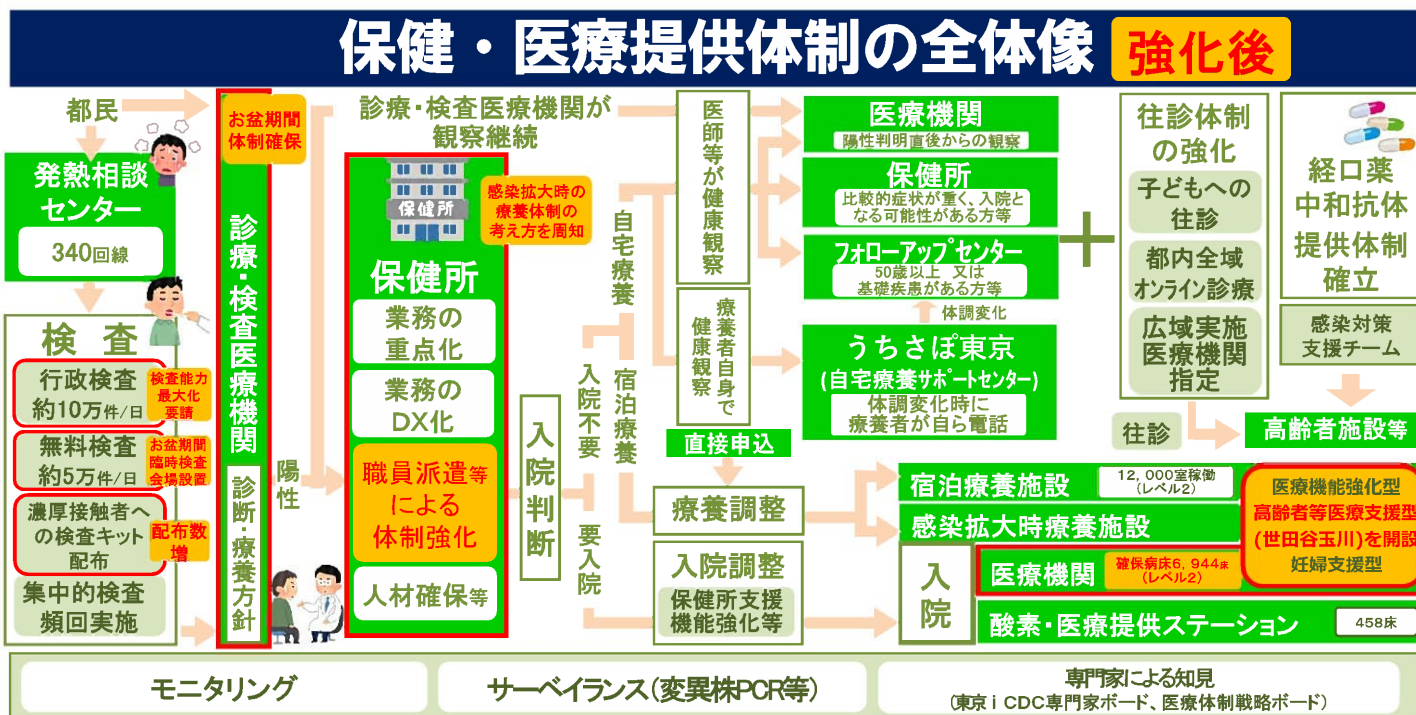 保健・医療提供体制の全体像
強化後
都民
発熱相談
センター
340回線
検査
行政検査
約10万件/日
検査能力
最大化
要請
無料検査
約5万件/日
お盆期間
臨時検査
会場設置
濃厚接触者へ
の検査キット
配布
配布数
増
集中的検査
頻回実施
お盆期間
体制確保
診療・検査医療機関
診断・療養方針
陽性
診療・検査医療機関が
観察継続
保健所
感染拡大時の
療養体制の
考え方を周知
保健所
業務の
重点化
業務の
DX化
職員派遣等
による
体制強化
人材確保等
入院判断
自宅療養
宿泊療養
入院不要
要入院
医師等が健康観察
療養者自身で
健康観察
直接申込
療養調整
入院調整
保健所支援
機能強化等
医療機関
陽性判明直後からの観察
保健所
比較的症状が重く、入院と
なる可能性がある方等
フォローアップセンター
50歳以上 又は
基礎疾患がある方等
体調変化
うちさぽ東京
(自宅療養サポートセンター)
体調変化時に
療養者が自ら電話
往診体制
の強化
子どもへの
往診
都内全域
オンライン診療
広域実施
医療機関
指定
往診
経口薬
中和抗体
提供体制
確立
感染対策
支援チーム
高齢者施設等
宿泊療養施設
12,000室稼働
(レベル2)
感染拡大時療養施設
入院
医療機関
確保病床6,944床
(レベル2)
酸素・医療提供ステーション
458床
医療機能強化型
高齢者等医療支援型
(世田谷玉川)を開設
妊婦支援型
モニタリング
サーベイランス(変異株PCR等)
専門家による知見
(東京iCDC専門家ボード、医療体制戦略ボード)